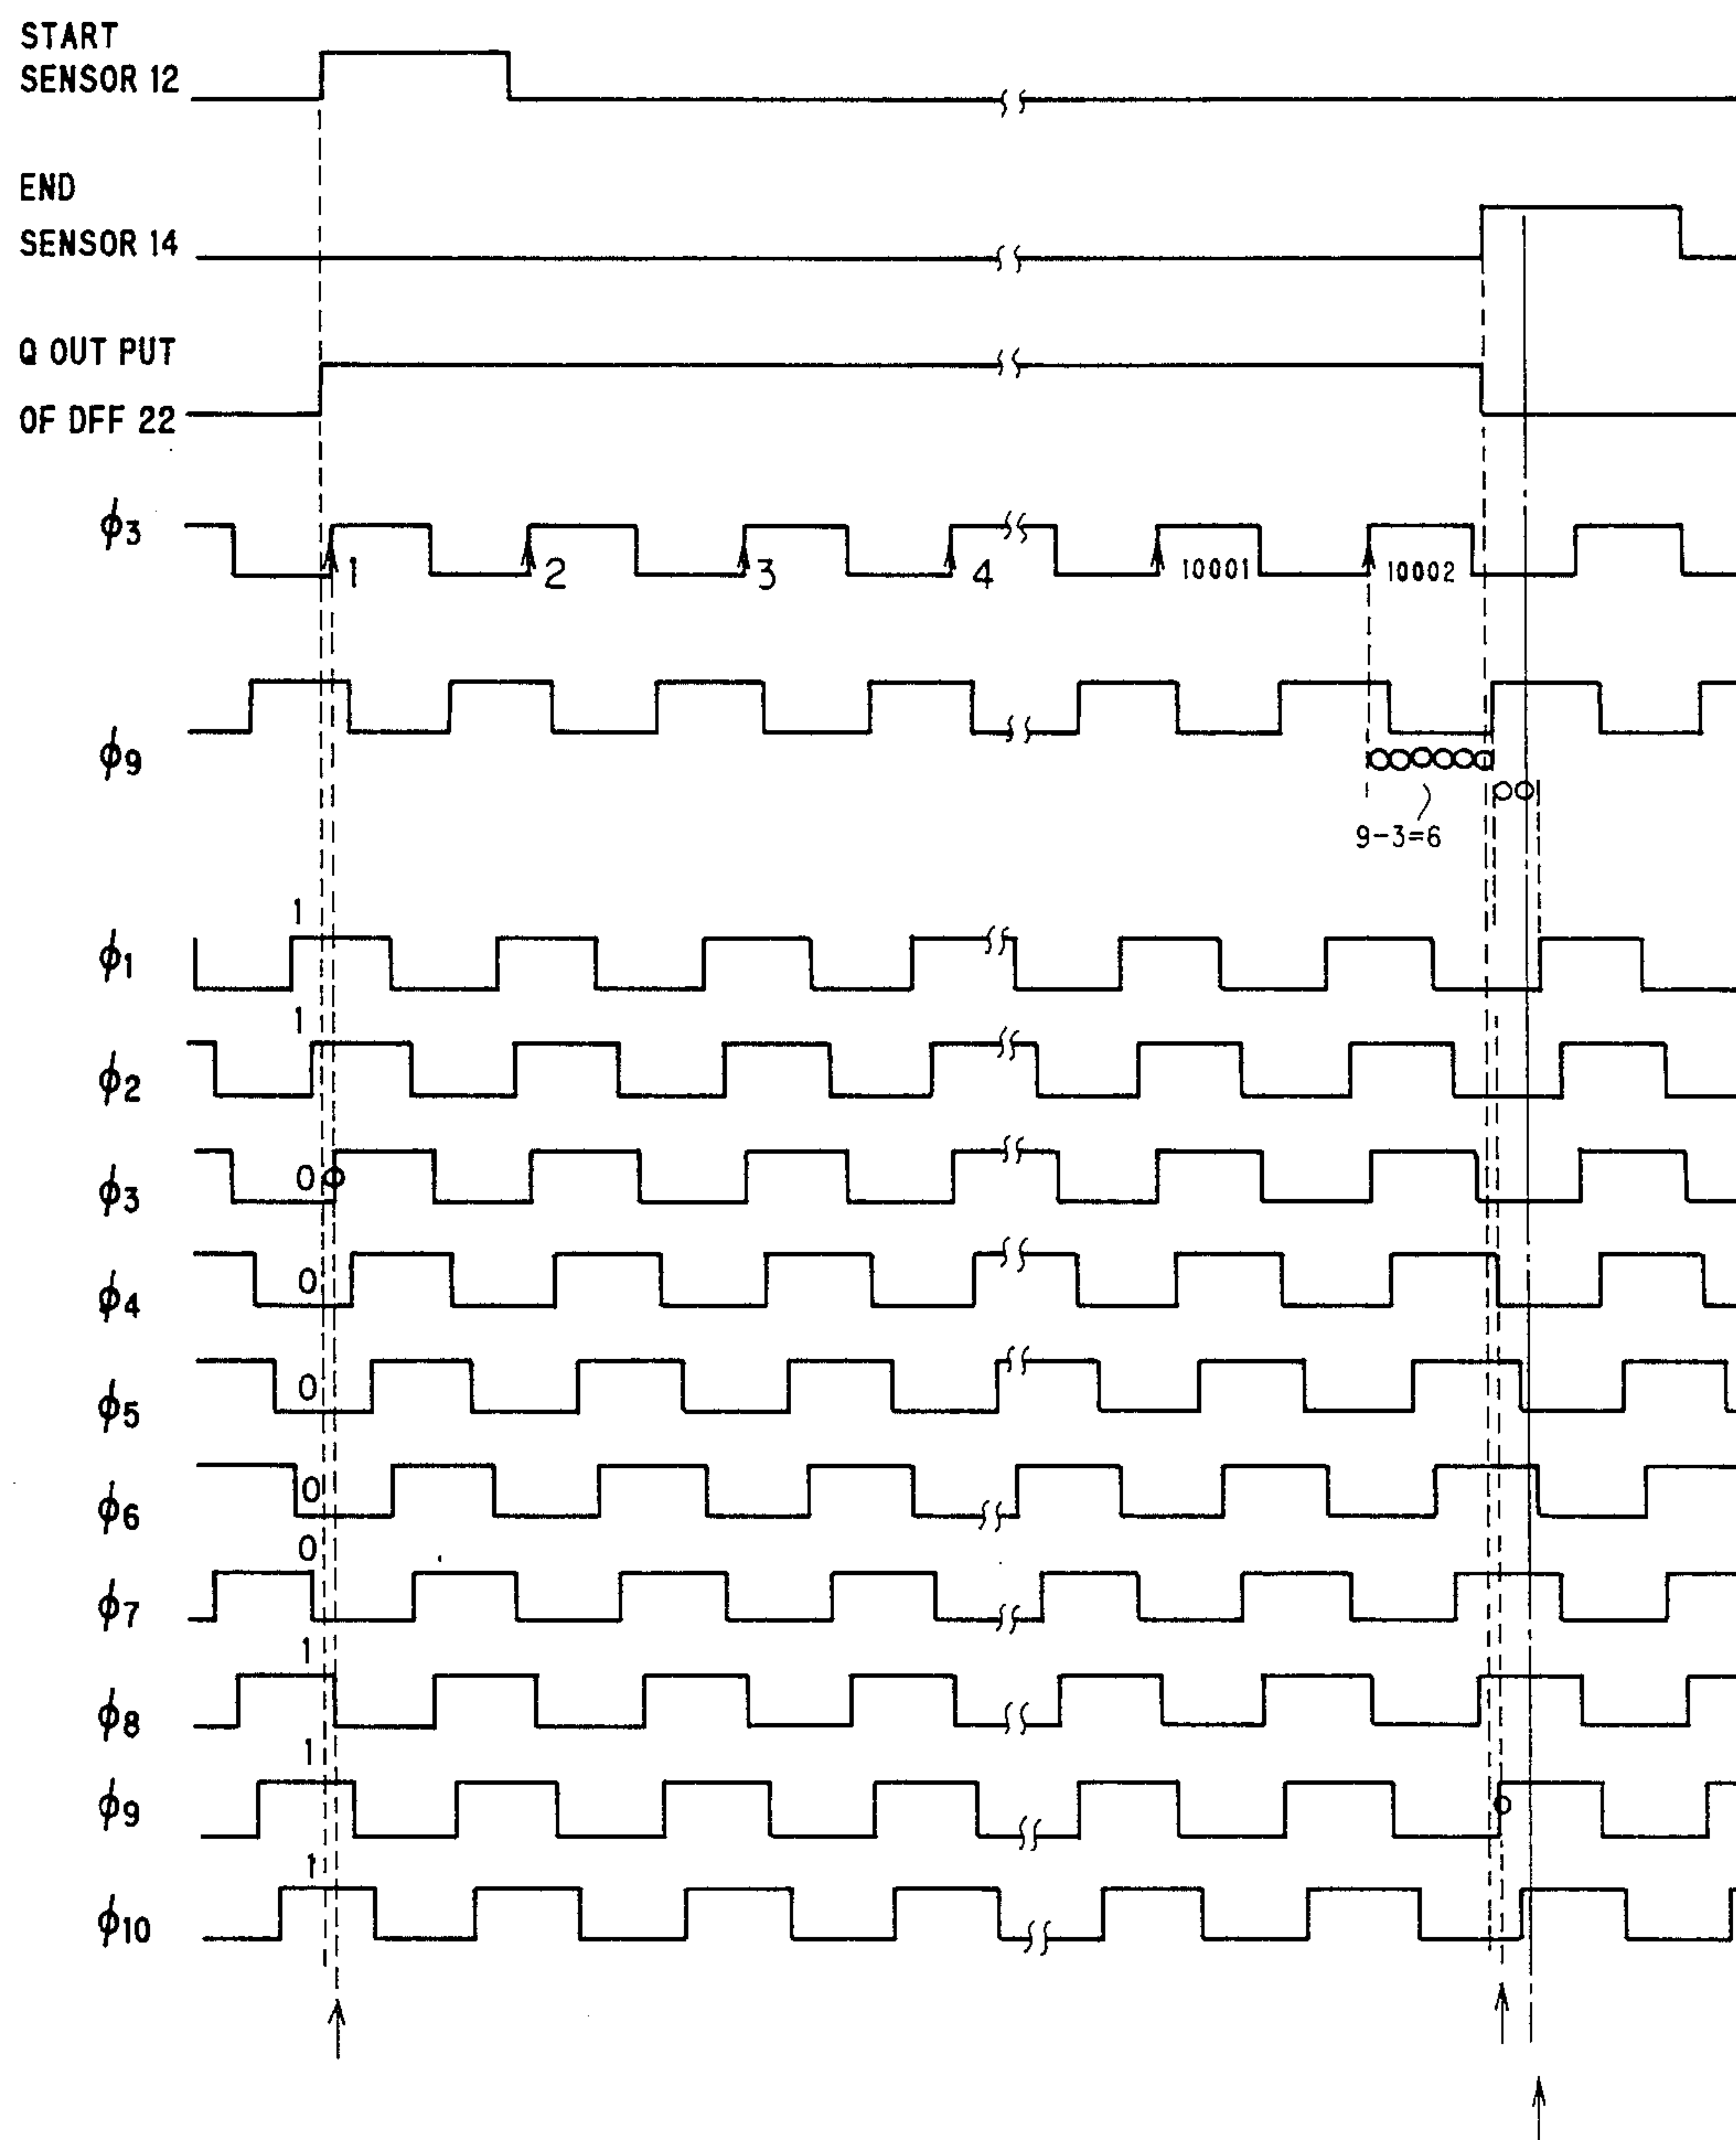 START
SENSOR 12
END
SENSOR 14
Q OUT PUT
OF DFF 22
ϕ3
1 2 3 4 10001 10002
ϕ9
9-3=6
1
ϕ1
1
ϕ2
0
ϕ3
0
ϕ4
0
ϕ5
0
ϕ6
0
ϕ7
1
ϕ8
1
ϕ9
1
ϕ10